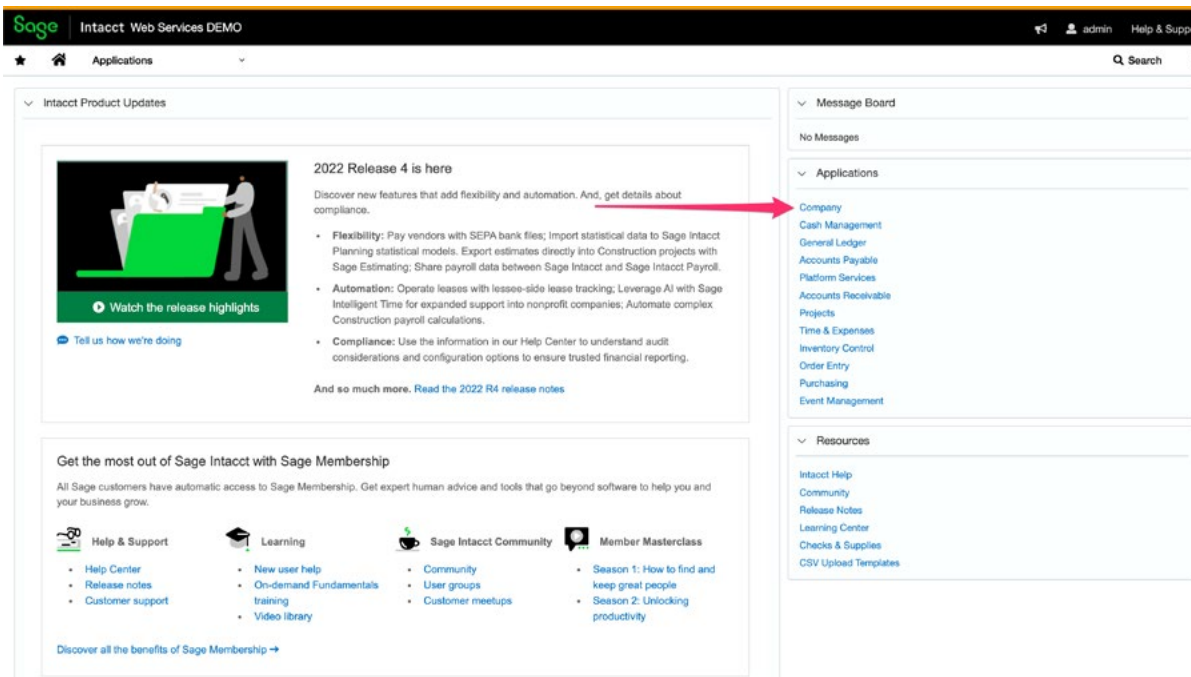 Sage Intacct Web Services DEMO admin Help & Supp
Applications Search
Intacct Product Updates
2022 Release 4 is here
Discover new features that add flexibility and automation. And, get details about
compliance.
• Flexibility: Pay vendors with SEPA bank files; Import statistical data to Sage Intacct
Planning statistical models. Export estimates directly into Construction projects with
Sage Estimating; Share payroll data between Sage Intacct and Sage Intacct Payroll.
• Automation: Operate leases with lessee-side lease tracking; Leverage AI with Sage
Intelligent Time for expanded support into nonprofit companies; Automate complex
Construction payroll calculations.
• Compliance: Use the information in our Help Center to understand audit
considerations and configuration options to ensure trusted financial reporting.
And so much more. Read the 2022 R4 release notes
Watch the release highlights
Tell us how we're doing
Get the most out of Sage Intacct with Sage Membership
All Sage customers have automatic access to Sage Membership. Get expert human advice and tools that go beyond software to help you and
your business grow.
Help & Support
• Help Center
• Release notes
• Customer support
Learning
• New user help
• On-demand Fundamentals
training
• Video library
Sage Intacct Community
• Community
• User groups
• Customer meetups
Member Masterclass
• Season 1: How to find and
keep great people
• Season 2: Unlocking
productivity
Discover all the benefits of Sage Membership →
Message Board
No Messages
Applications
Company
Cash Management
General Ledger
Accounts Payable
Platform Services
Accounts Receivable
Projects
Time & Expenses
Inventory Control
Order Entry
Purchasing
Event Management
Resources
Intacct Help
Community
Release Notes
Learning Center
Checks & Supplies
CSV Upload Templates